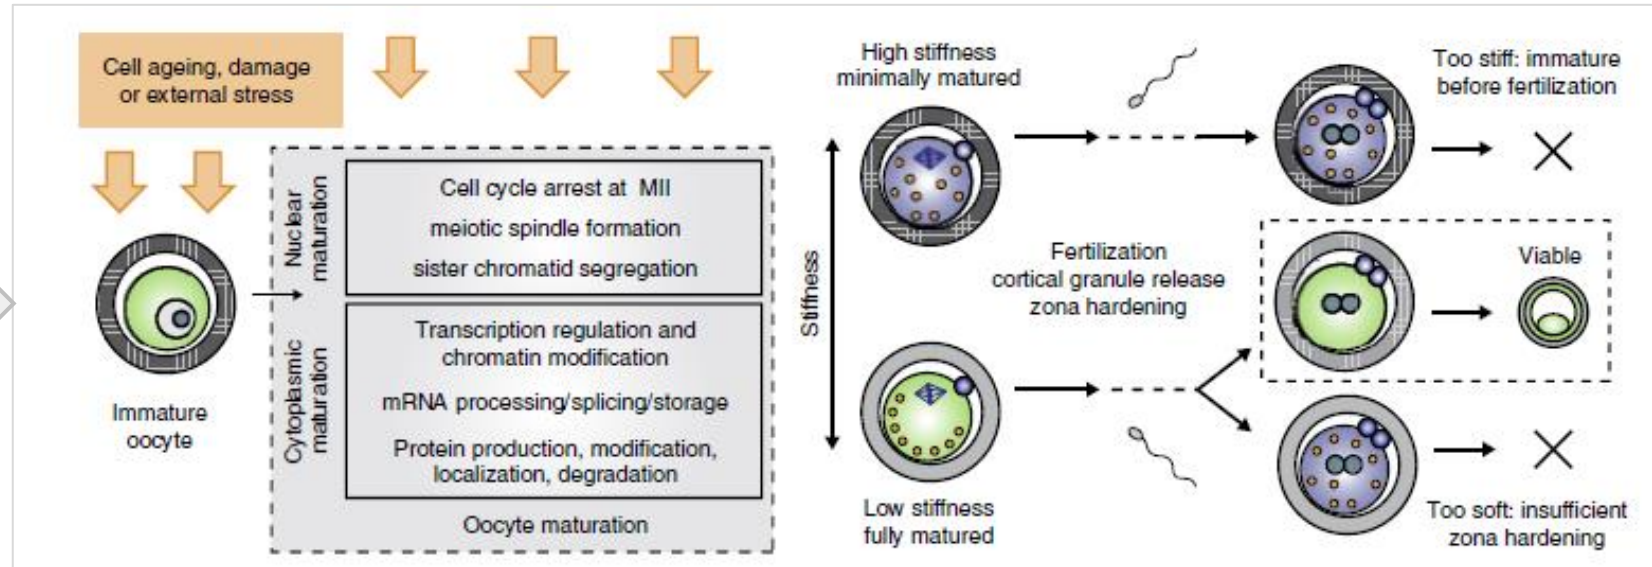 Cell ageing, damage
or external stress
Immature
oocyte
Nuclear
maturation
Cell cycle arrest at MII
meiotic spindle formation
sister chromatid segregation
Cytoplasmic
maturation
Transcription regulation and
chromatin modification
mRNA processing/splicing/storage
Protein production, modification,
localization, degradation
Oocyte maturation
Stiffness
High stiffness
minimally matured
Low stiffness
fully matured
Fertilization
cortical granule release
zona hardening
Too stiff: immature
before fertilization
Viable
Too soft: insufficient
zona hardening